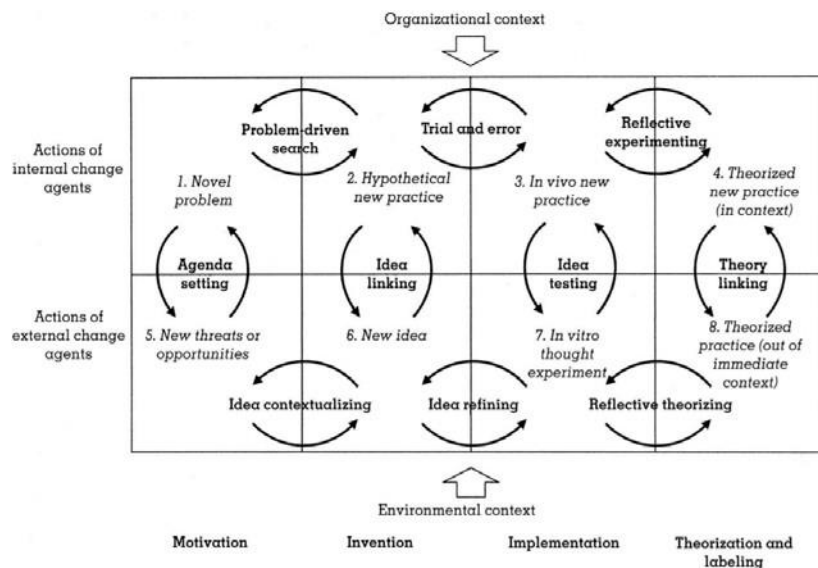 Organizational context
Actions of
internal change
agents
Problem-driven
search
Trial and error
Reflective
experimenting
1. Novel
problem
2. Hypothetical
new practice
3. In vivo new
practice
4. Theorized
new practice
(in context)
Agenda
setting
Idea
linking
Idea
testing
Theory
linking
Actions of
external change
agents
5. New threats or
opportunities
6. New idea
7. In vitro
thought
experiment
8. Theorized
practice (out of
immediate
context)
Idea contextualizing
Idea refining
Reflective theorizing
Environmental context
Motivation
Invention
Implementation
Theorization and
labeling